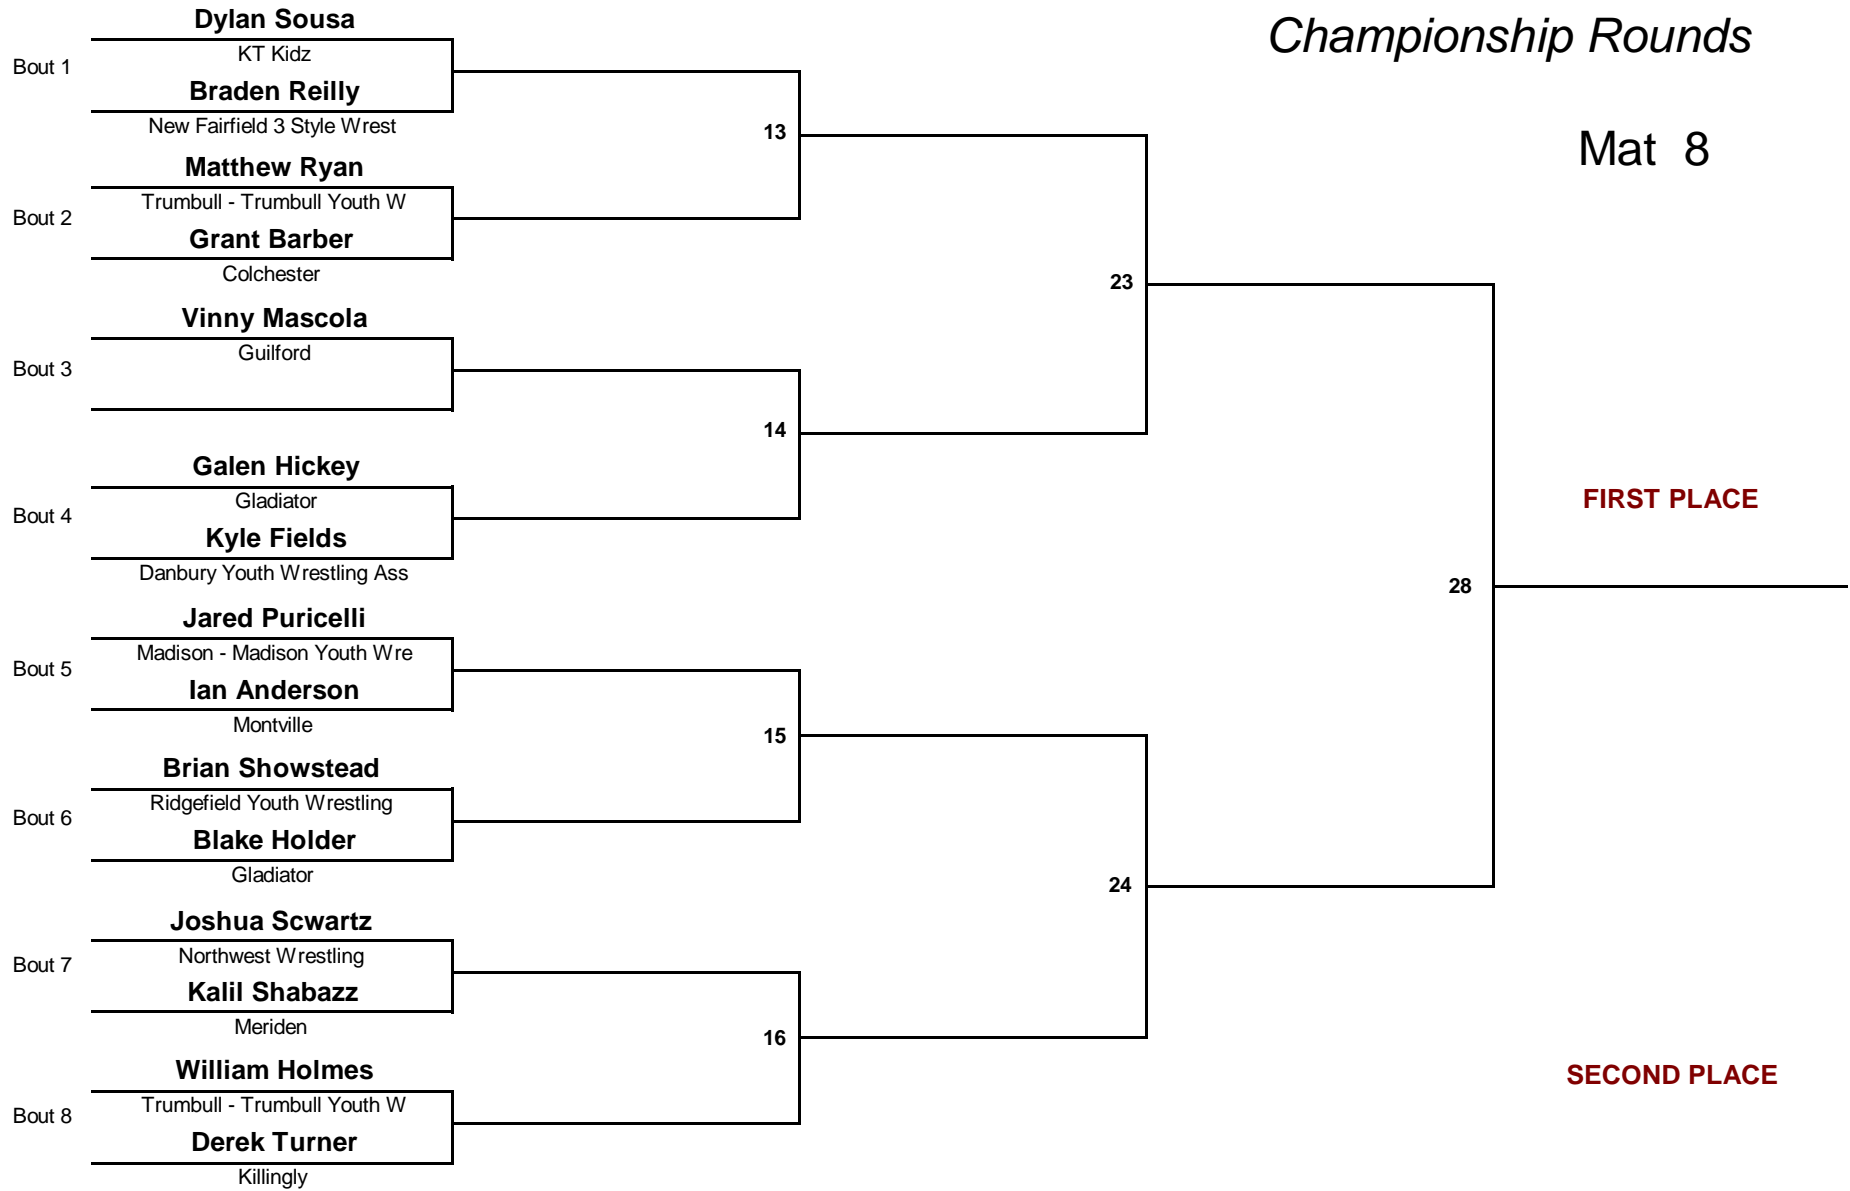 Championship Rounds
Mat 8
Dylan Sousa
KT Kidz
Bout 1
Braden Reilly
New Fairfield 3 Style Wrest
13
Matthew Ryan
Trumbull - Trumbull Youth W
Bout 2
Grant Barber
Colchester
23
Vinny Mascola
Guilford
Bout 3
14
Galen Hickey
Gladiator
Bout 4
Kyle Fields
Danbury Youth Wrestling Ass
FIRST PLACE
28
Jared Puricelli
Madison - Madison Youth Wre
Bout 5
Ian Anderson
Montville
15
Brian Showstead
Ridgefield Youth Wrestling
Bout 6
Blake Holder
Gladiator
24
Joshua Scwartz
Northwest Wrestling
Bout 7
Kalil Shabazz
Meriden
16
William Holmes
Trumbull - Trumbull Youth W
Bout 8
Derek Turner
Killingly
SECOND PLACE